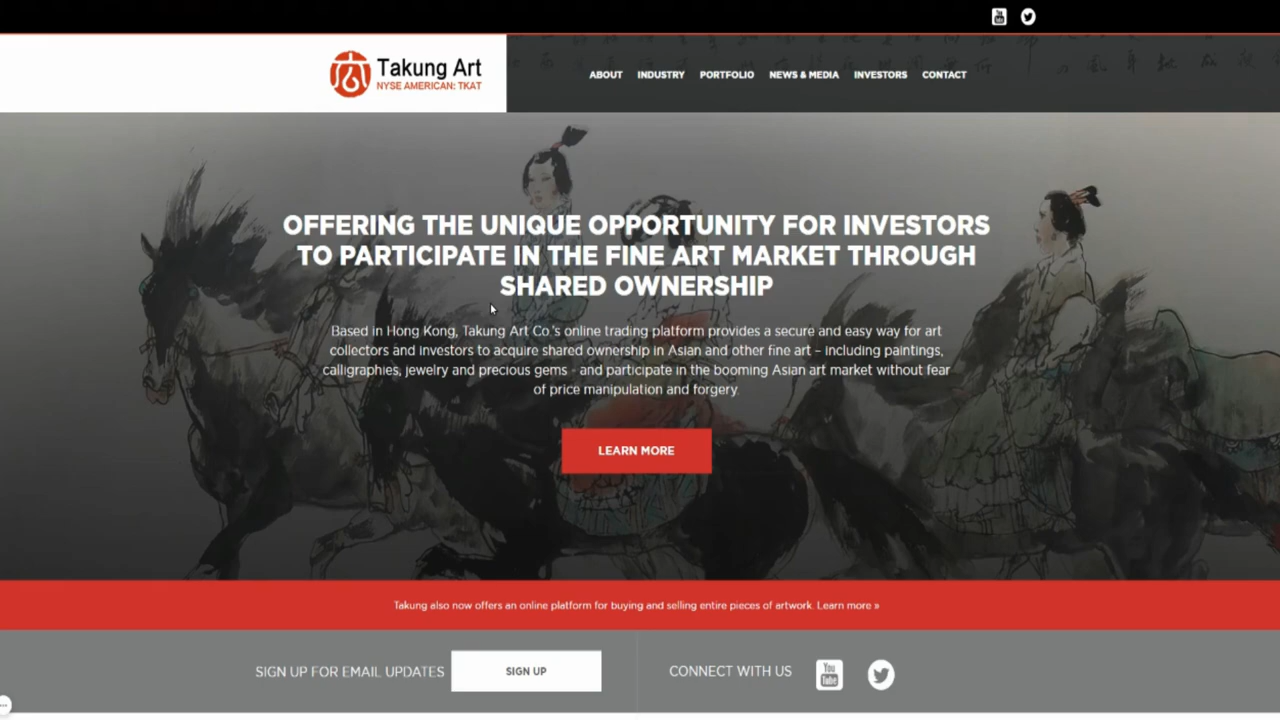 Takung Art
NYSE AMERICAN: TKAT
ABOUT INDUSTRY PORTFOLIO NEWS & MEDIA INVESTORS CONTACT
OFFERING THE UNIQUE OPPORTUNITY FOR INVESTORS
TO PARTICIPATE IN THE FINE ART MARKET THROUGH
SHARED OWNERSHIP
Based in Hong Kong, Takung Art Co.'s online trading platform provides a secure and easy way for art
collectors and investors to acquire shared ownership in Asian and other fine art – including paintings,
calligraphies, jewelry and precious gems - and participate in the booming Asian art market without fear
of price manipulation and forgery.
LEARN MORE
Takung also now offers an online platform for buying and selling entire pieces of artwork. Learn more »
SIGN UP FOR EMAIL UPDATES SIGN UP CONNECT WITH US You Tube